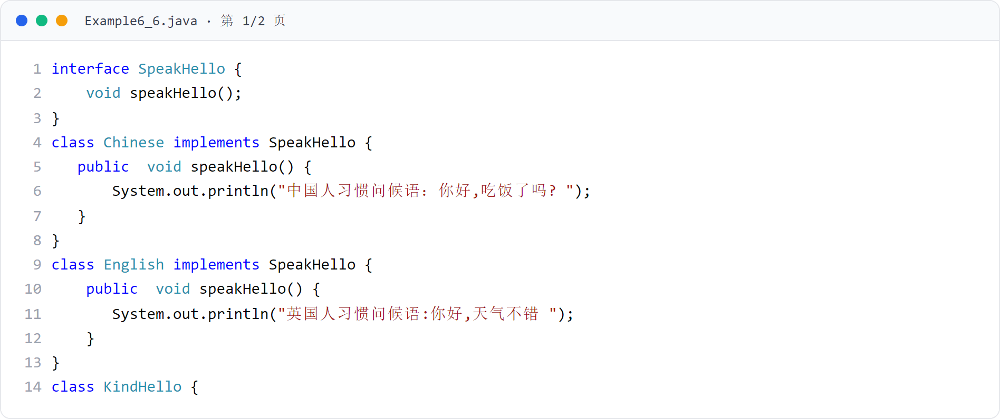 Example6_6.java · 第 1/2 页
1 interface SpeakHello {
2     void speakHello();
3 }
4 class Chinese implements SpeakHello {
5    public  void speakHello() {
6        System.out.println("中国人习惯问候语：你好,吃饭了吗? ");
7    }
8 }
9 class English implements SpeakHello {
10     public  void speakHello() {
11        System.out.println("英国人习惯问候语:你好,天气不错 ");
12     }
13 }
14 class KindHello {